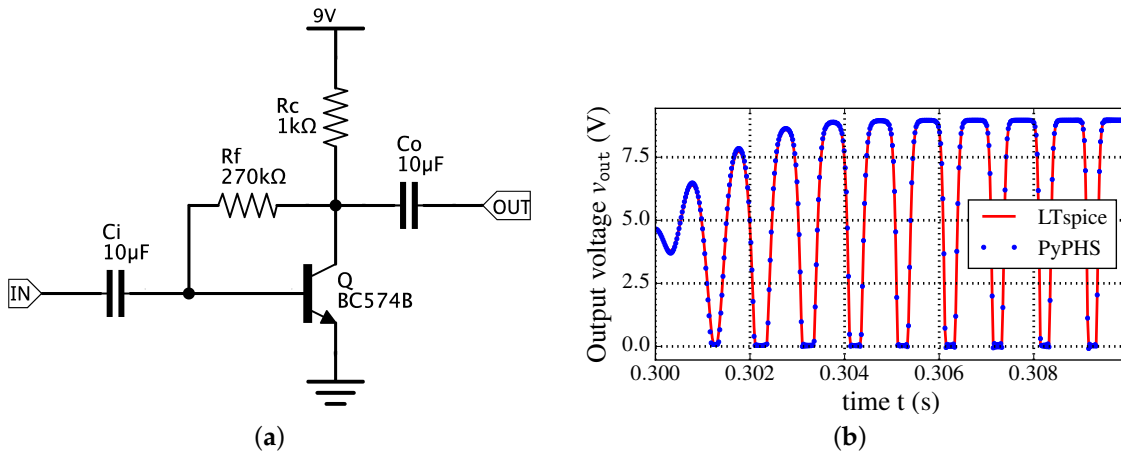 9V
Rc
1kΩ
Rf
270kΩ
Co
10µF
OUT
Ci
10µF
Q
BC574B
IN
(a)
Output voltage vout (V)
7.5
5.0
2.5
0.0
LTspice
PyPHS
0.300
0.302
0.304
0.306
0.308
time t (s)
(b)